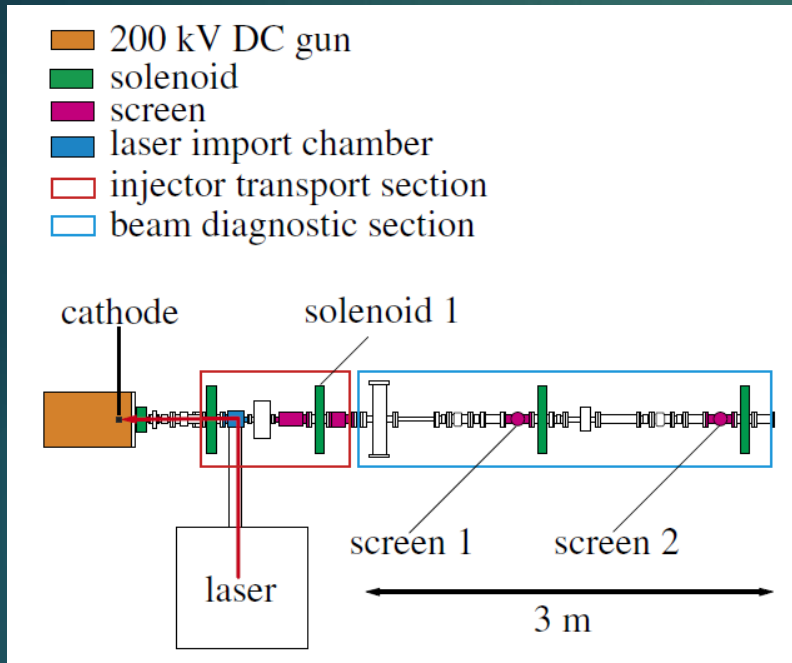 200 kV DC gun
solenoid
screen
laser import chamber
injector transport section
beam diagnostic section
cathode
solenoid 1
screen 1
screen 2
laser
3 m